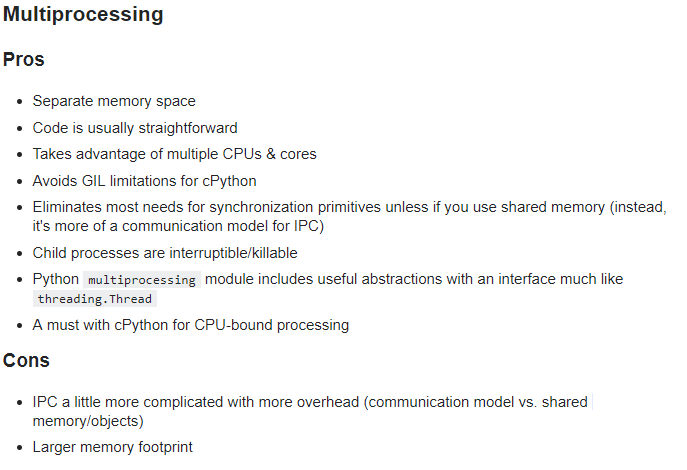 Multiprocessing
Pros
Separate memory space
Code is usually straightforward
Takes advantage of multiple CPUs & cores
Avoids GIL limitations for cPython
Eliminates most needs for synchronization primitives unless if you use shared memory (instead,
it's more of a communication model for IPC)
Child processes are interruptible/killable
Python multiprocessing module includes useful abstractions with an interface much like
threading.Thread
A must with cPython for CPU-bound processing
Cons
IPC a little more complicated with more overhead (communication model vs. shared
memory/objects)
Larger memory footprint